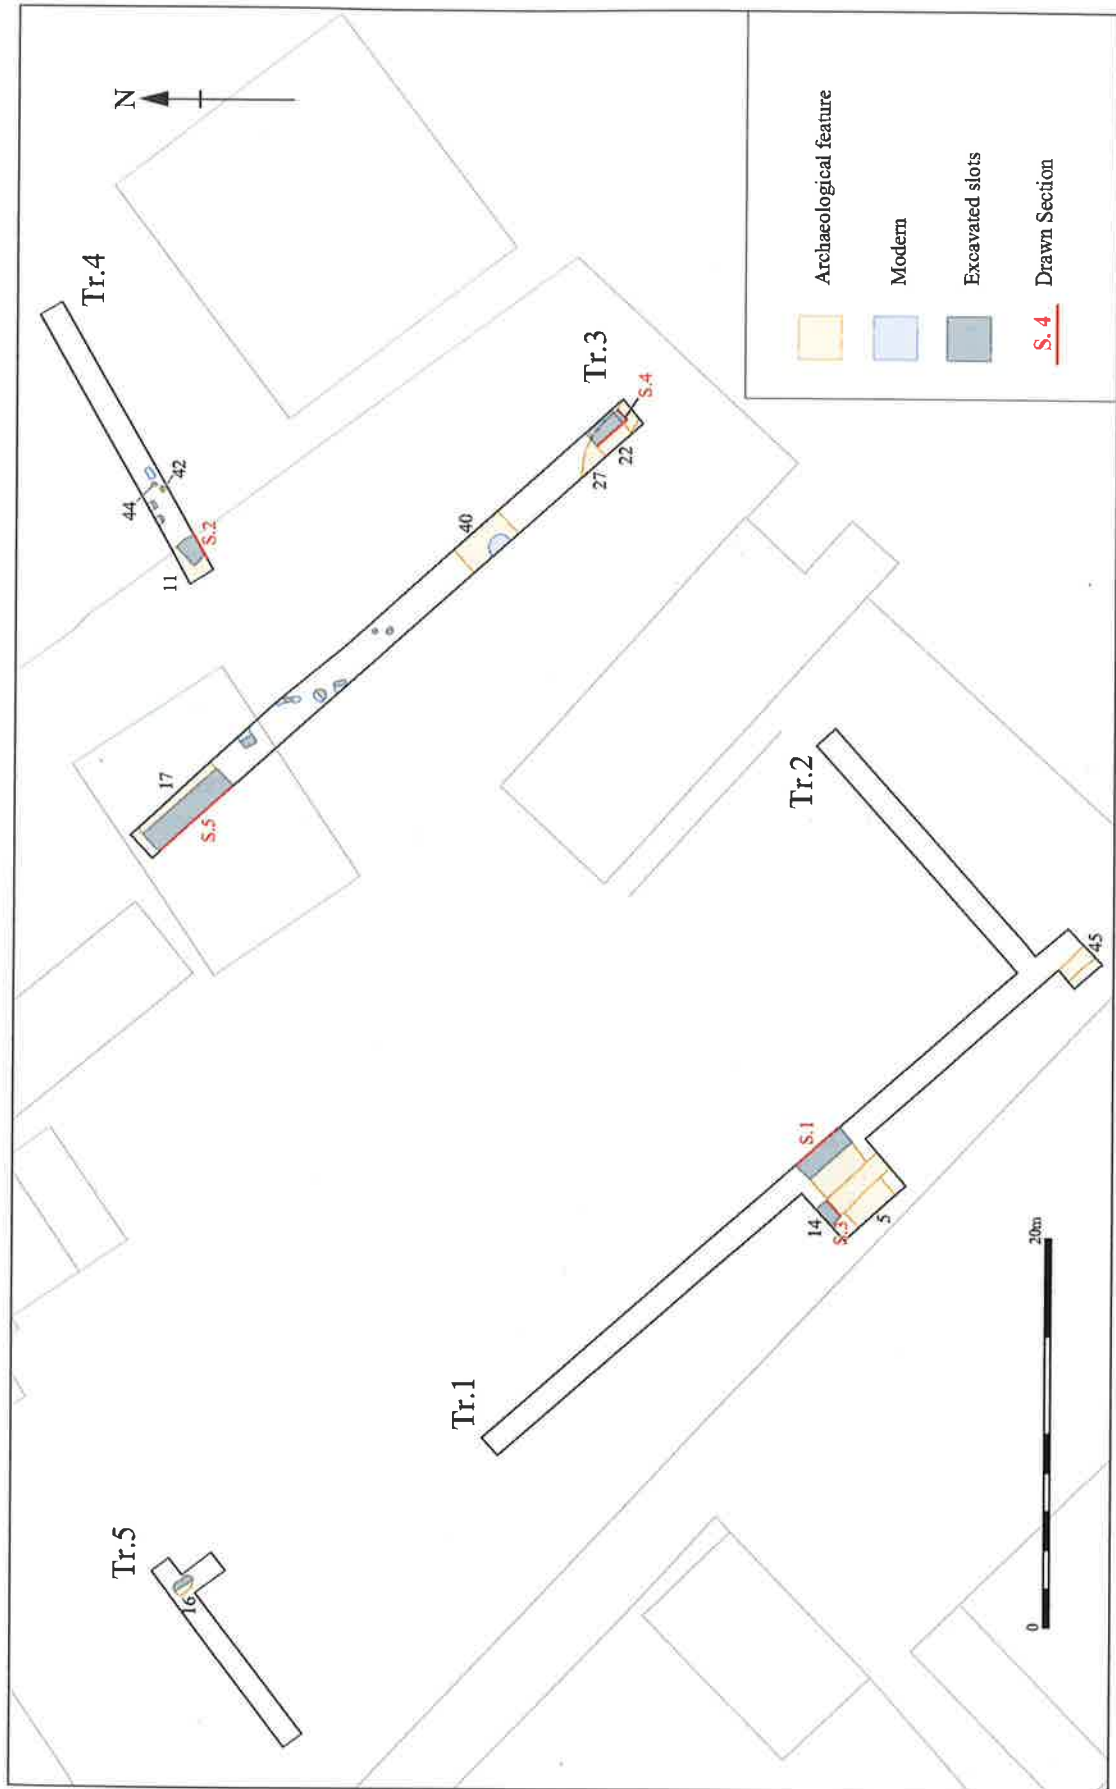 N
Tr.4
44
42
11
S.2
Tr.3
S.4
27
22
40
17
S.5
Tr.2
45
S.1
14
S.3
5
Tr.1
Tr.5
16
0
20m
Archaeological feature
Modern
Excavated slots
S. 4 Drawn Section